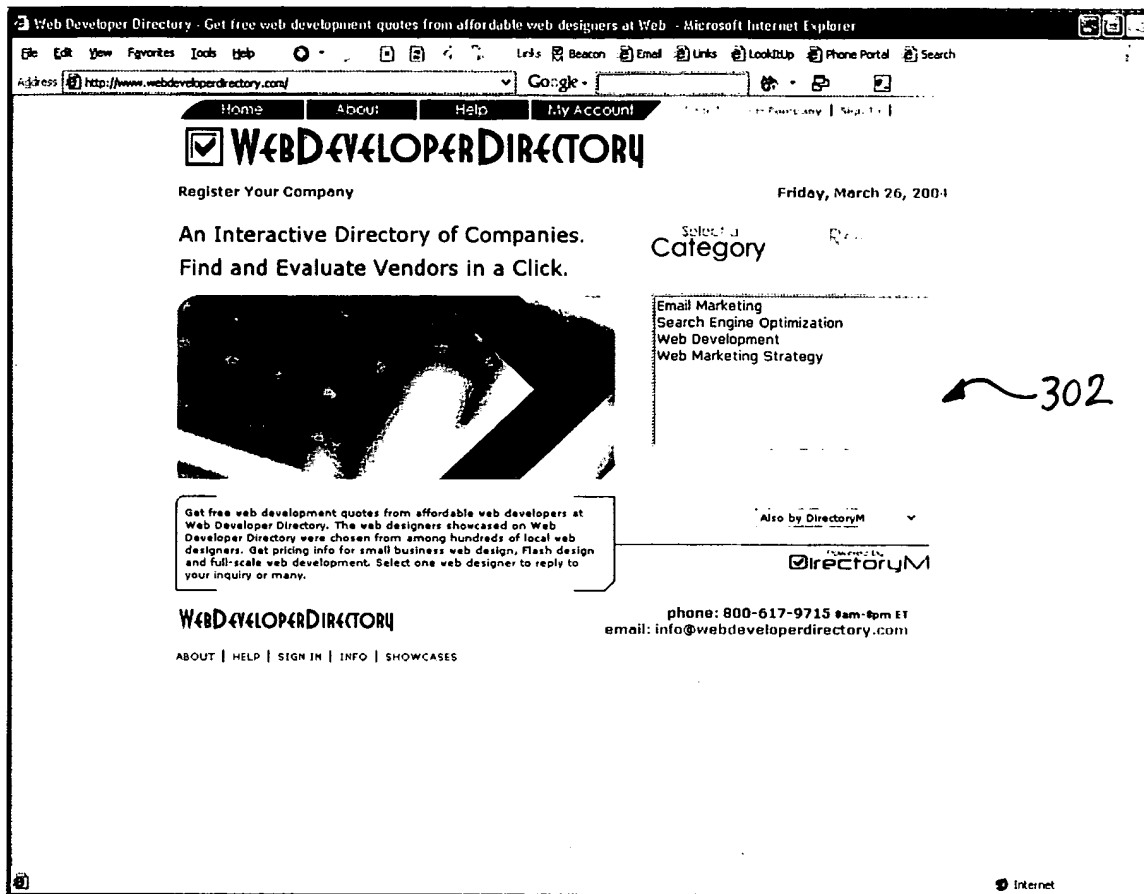 Web Developer Directory - Get free web development quotes from affordable web designers at Web - Microsoft Internet Explorer
File Edit View Favorites Tools Help Links Beacon Email Links LookItUp Phone Portal Search
Address http://www.webdeveloperdirectory.com/ Google
Home About Help My Account Company | Sign In |
WEBDEVELOPERDIRECTORY
Register Your Company Friday, March 26, 2004
An Interactive Directory of Companies.
Find and Evaluate Vendors in a Click.
Select a
Category
Email Marketing
Search Engine Optimization
Web Development
Web Marketing Strategy
302
Get free web development quotes from affordable web developers at
Web Developer Directory. The web designers showcased on Web
Developer Directory were chosen from among hundreds of local web
designers. Get pricing info for small business web design, Flash design
and full-scale web development. Select one web designer to reply to
your inquiry or many.
Also by DirectoryM
Powered by
DirectoryM
WEBDEVELOPERDIRECTORY
phone: 800-617-9715 8am-8pm ET
email: info@webdeveloperdirectory.com
ABOUT | HELP | SIGN IN | INFO | SHOWCASES
Internet